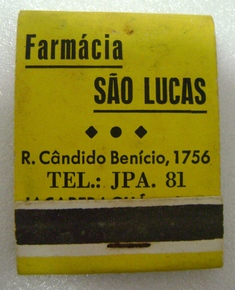 Farmácia
SÃO LUCAS
R. Cândido Benício, 1756
TEL.: JPA. 81